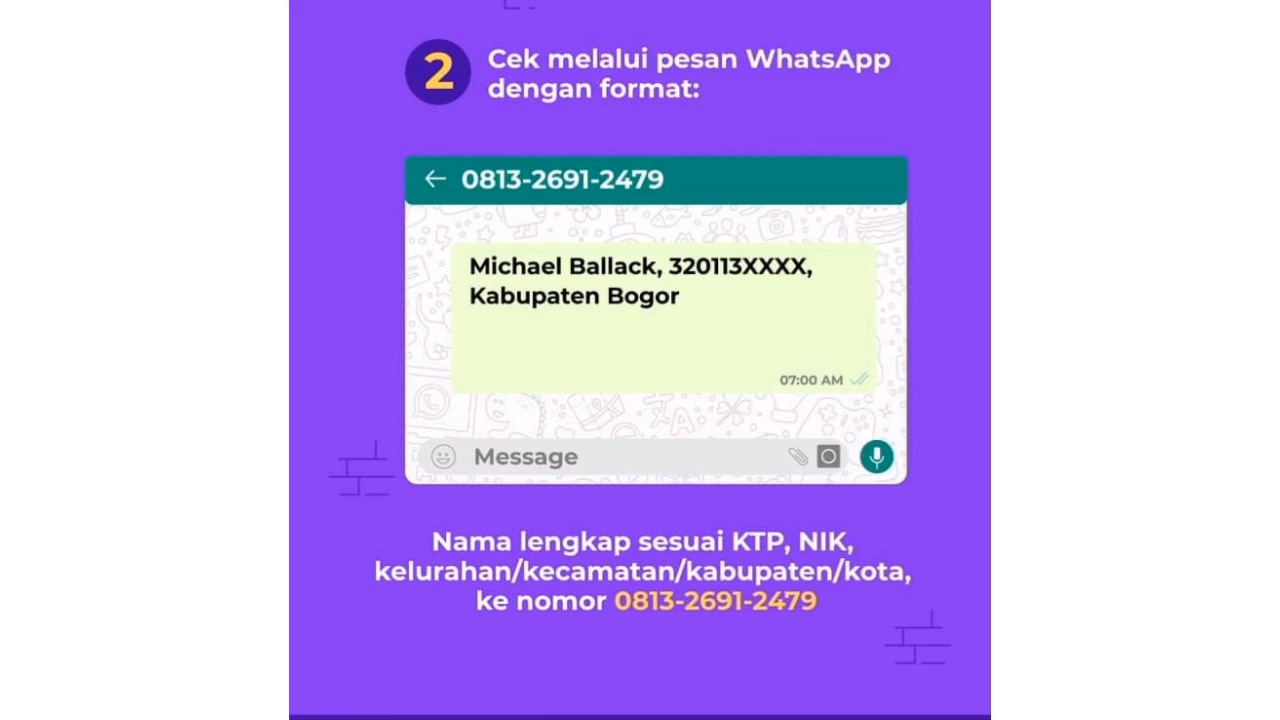 2
Cek melalui pesan WhatsApp
dengan format:
0813-2691-2479
Michael Ballack, 320113XXXX,
Kabupaten Bogor
07:00 AM
Message
Nama lengkap sesuai KTP, NIK,
kelurahan/kecamatan/kabupaten/kota,
ke nomor 0813-2691-2479